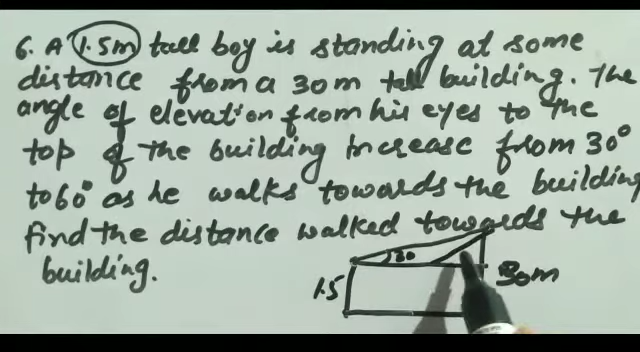 6. A 1.5m tall boy is standing at some
distance from a 30m tall building. The
angle of elevation from his eyes to the
top of the building Increase from 30°
to 60° as he walks towards the building
find the distance walked towards the
building.
30
1.5
30m